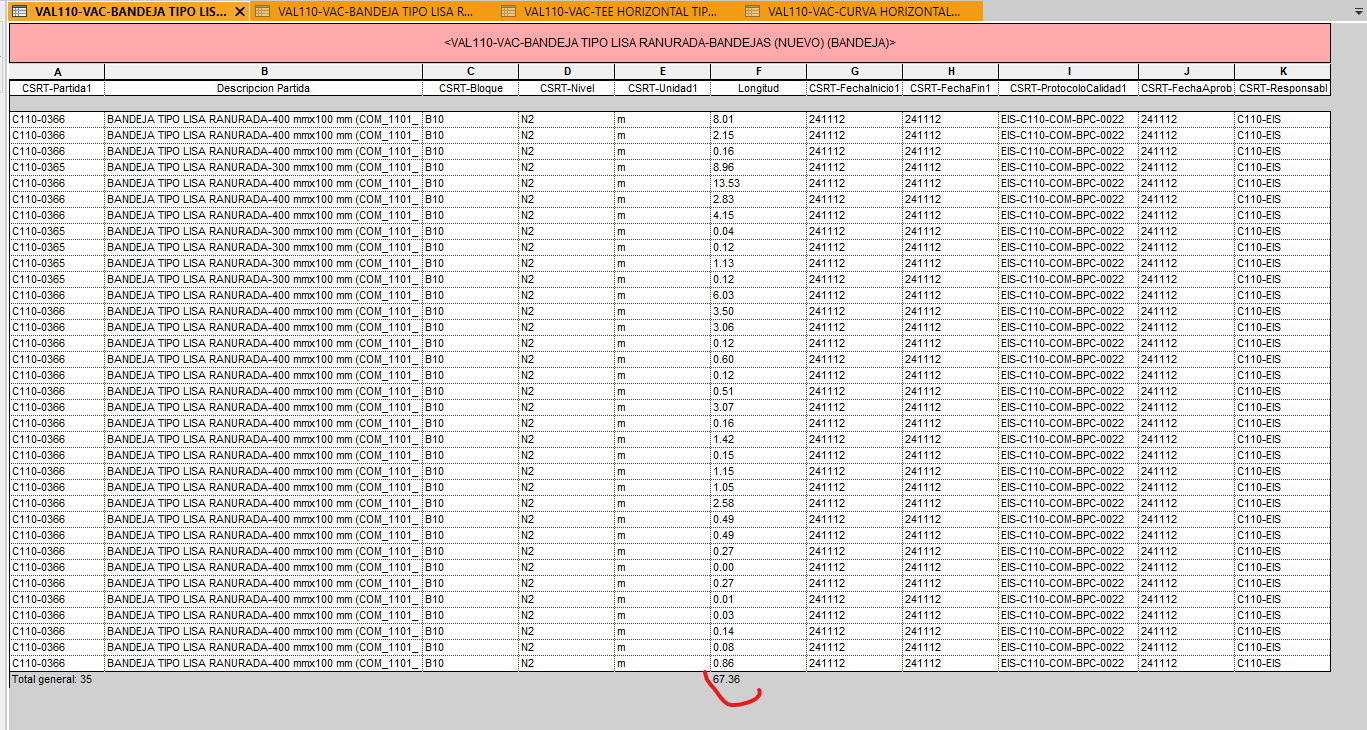 VAL110-VAC-BANDEJA TIPO LIS... VAL110-VAC-BANDEJA TIPO LISA R... VAL110-VAC-TEE HORIZONTAL TIP... VAL110-VAC-CURVA HORIZONTAL...
<VAL110-VAC-BANDEJA TIPO LISA RANURADA-BANDEJAS (NUEVO) (BANDEJA)>
A B C D E F G H I J K
CSRT-Partida1 Descripcion Partida CSRT-Bloque CSRT-Nivel CSRT-Unidad1 Longitud CSRT-FechaInicio1 CSRT-FechaFin1 CSRT-ProtocoloCalidad1 CSRT-FechaAprob CSRT-Responsabl
C110-0366 BANDEJA TIPO LISA RANURADA-400 mmx100 mm (COM_1101_ B10 N2 m 8.01 241112 241112 EIS-C110-COM-BPC-0022 241112 C110-EIS
C110-0366 BANDEJA TIPO LISA RANURADA-400 mmx100 mm (COM_1101_ B10 N2 m 2.15 241112 241112 EIS-C110-COM-BPC-0022 241112 C110-EIS
C110-0366 BANDEJA TIPO LISA RANURADA-400 mmx100 mm (COM_1101_ B10 N2 m 0.16 241112 241112 EIS-C110-COM-BPC-0022 241112 C110-EIS
C110-0365 BANDEJA TIPO LISA RANURADA-300 mmx100 mm (COM_1101_ B10 N2 m 8.96 241112 241112 EIS-C110-COM-BPC-0022 241112 C110-EIS
C110-0366 BANDEJA TIPO LISA RANURADA-400 mmx100 mm (COM_1101_ B10 N2 m 13.53 241112 241112 EIS-C110-COM-BPC-0022 241112 C110-EIS
C110-0366 BANDEJA TIPO LISA RANURADA-400 mmx100 mm (COM_1101_ B10 N2 m 2.83 241112 241112 EIS-C110-COM-BPC-0022 241112 C110-EIS
C110-0366 BANDEJA TIPO LISA RANURADA-400 mmx100 mm (COM_1101_ B10 N2 m 4.15 241112 241112 EIS-C110-COM-BPC-0022 241112 C110-EIS
C110-0365 BANDEJA TIPO LISA RANURADA-300 mmx100 mm (COM_1101_ B10 N2 m 0.04 241112 241112 EIS-C110-COM-BPC-0022 241112 C110-EIS
C110-0365 BANDEJA TIPO LISA RANURADA-300 mmx100 mm (COM_1101_ B10 N2 m 0.12 241112 241112 EIS-C110-COM-BPC-0022 241112 C110-EIS
C110-0365 BANDEJA TIPO LISA RANURADA-300 mmx100 mm (COM_1101_ B10 N2 m 1.13 241112 241112 EIS-C110-COM-BPC-0022 241112 C110-EIS
C110-0365 BANDEJA TIPO LISA RANURADA-300 mmx100 mm (COM_1101_ B10 N2 m 0.12 241112 241112 EIS-C110-COM-BPC-0022 241112 C110-EIS
C110-0366 BANDEJA TIPO LISA RANURADA-400 mmx100 mm (COM_1101_ B10 N2 m 6.03 241112 241112 EIS-C110-COM-BPC-0022 241112 C110-EIS
C110-0366 BANDEJA TIPO LISA RANURADA-400 mmx100 mm (COM_1101_ B10 N2 m 3.50 241112 241112 EIS-C110-COM-BPC-0022 241112 C110-EIS
C110-0366 BANDEJA TIPO LISA RANURADA-400 mmx100 mm (COM_1101_ B10 N2 m 3.06 241112 241112 EIS-C110-COM-BPC-0022 241112 C110-EIS
C110-0366 BANDEJA TIPO LISA RANURADA-400 mmx100 mm (COM_1101_ B10 N2 m 0.12 241112 241112 EIS-C110-COM-BPC-0022 241112 C110-EIS
C110-0366 BANDEJA TIPO LISA RANURADA-400 mmx100 mm (COM_1101_ B10 N2 m 0.60 241112 241112 EIS-C110-COM-BPC-0022 241112 C110-EIS
C110-0366 BANDEJA TIPO LISA RANURADA-400 mmx100 mm (COM_1101_ B10 N2 m 0.12 241112 241112 EIS-C110-COM-BPC-0022 241112 C110-EIS
C110-0366 BANDEJA TIPO LISA RANURADA-400 mmx100 mm (COM_1101_ B10 N2 m 0.51 241112 241112 EIS-C110-COM-BPC-0022 241112 C110-EIS
C110-0366 BANDEJA TIPO LISA RANURADA-400 mmx100 mm (COM_1101_ B10 N2 m 3.07 241112 241112 EIS-C110-COM-BPC-0022 241112 C110-EIS
C110-0366 BANDEJA TIPO LISA RANURADA-400 mmx100 mm (COM_1101_ B10 N2 m 0.16 241112 241112 EIS-C110-COM-BPC-0022 241112 C110-EIS
C110-0366 BANDEJA TIPO LISA RANURADA-400 mmx100 mm (COM_1101_ B10 N2 m 1.42 241112 241112 EIS-C110-COM-BPC-0022 241112 C110-EIS
C110-0366 BANDEJA TIPO LISA RANURADA-400 mmx100 mm (COM_1101_ B10 N2 m 0.15 241112 241112 EIS-C110-COM-BPC-0022 241112 C110-EIS
C110-0366 BANDEJA TIPO LISA RANURADA-400 mmx100 mm (COM_1101_ B10 N2 m 1.15 241112 241112 EIS-C110-COM-BPC-0022 241112 C110-EIS
C110-0366 BANDEJA TIPO LISA RANURADA-400 mmx100 mm (COM_1101_ B10 N2 m 1.05 241112 241112 EIS-C110-COM-BPC-0022 241112 C110-EIS
C110-0366 BANDEJA TIPO LISA RANURADA-400 mmx100 mm (COM_1101_ B10 N2 m 2.58 241112 241112 EIS-C110-COM-BPC-0022 241112 C110-EIS
C110-0366 BANDEJA TIPO LISA RANURADA-400 mmx100 mm (COM_1101_ B10 N2 m 0.49 241112 241112 EIS-C110-COM-BPC-0022 241112 C110-EIS
C110-0366 BANDEJA TIPO LISA RANURADA-400 mmx100 mm (COM_1101_ B10 N2 m 0.49 241112 241112 EIS-C110-COM-BPC-0022 241112 C110-EIS
C110-0366 BANDEJA TIPO LISA RANURADA-400 mmx100 mm (COM_1101_ B10 N2 m 0.27 241112 241112 EIS-C110-COM-BPC-0022 241112 C110-EIS
C110-0366 BANDEJA TIPO LISA RANURADA-400 mmx100 mm (COM_1101_ B10 N2 m 0.00 241112 241112 EIS-C110-COM-BPC-0022 241112 C110-EIS
C110-0366 BANDEJA TIPO LISA RANURADA-400 mmx100 mm (COM_1101_ B10 N2 m 0.27 241112 241112 EIS-C110-COM-BPC-0022 241112 C110-EIS
C110-0366 BANDEJA TIPO LISA RANURADA-400 mmx100 mm (COM_1101_ B10 N2 m 0.01 241112 241112 EIS-C110-COM-BPC-0022 241112 C110-EIS
C110-0366 BANDEJA TIPO LISA RANURADA-400 mmx100 mm (COM_1101_ B10 N2 m 0.03 241112 241112 EIS-C110-COM-BPC-0022 241112 C110-EIS
C110-0366 BANDEJA TIPO LISA RANURADA-400 mmx100 mm (COM_1101_ B10 N2 m 0.14 241112 241112 EIS-C110-COM-BPC-0022 241112 C110-EIS
C110-0366 BANDEJA TIPO LISA RANURADA-400 mmx100 mm (COM_1101_ B10 N2 m 0.08 241112 241112 EIS-C110-COM-BPC-0022 241112 C110-EIS
C110-0366 BANDEJA TIPO LISA RANURADA-400 mmx100 mm (COM_1101_ B10 N2 m 0.86 241112 241112 EIS-C110-COM-BPC-0022 241112 C110-EIS
Total general: 35 67.36